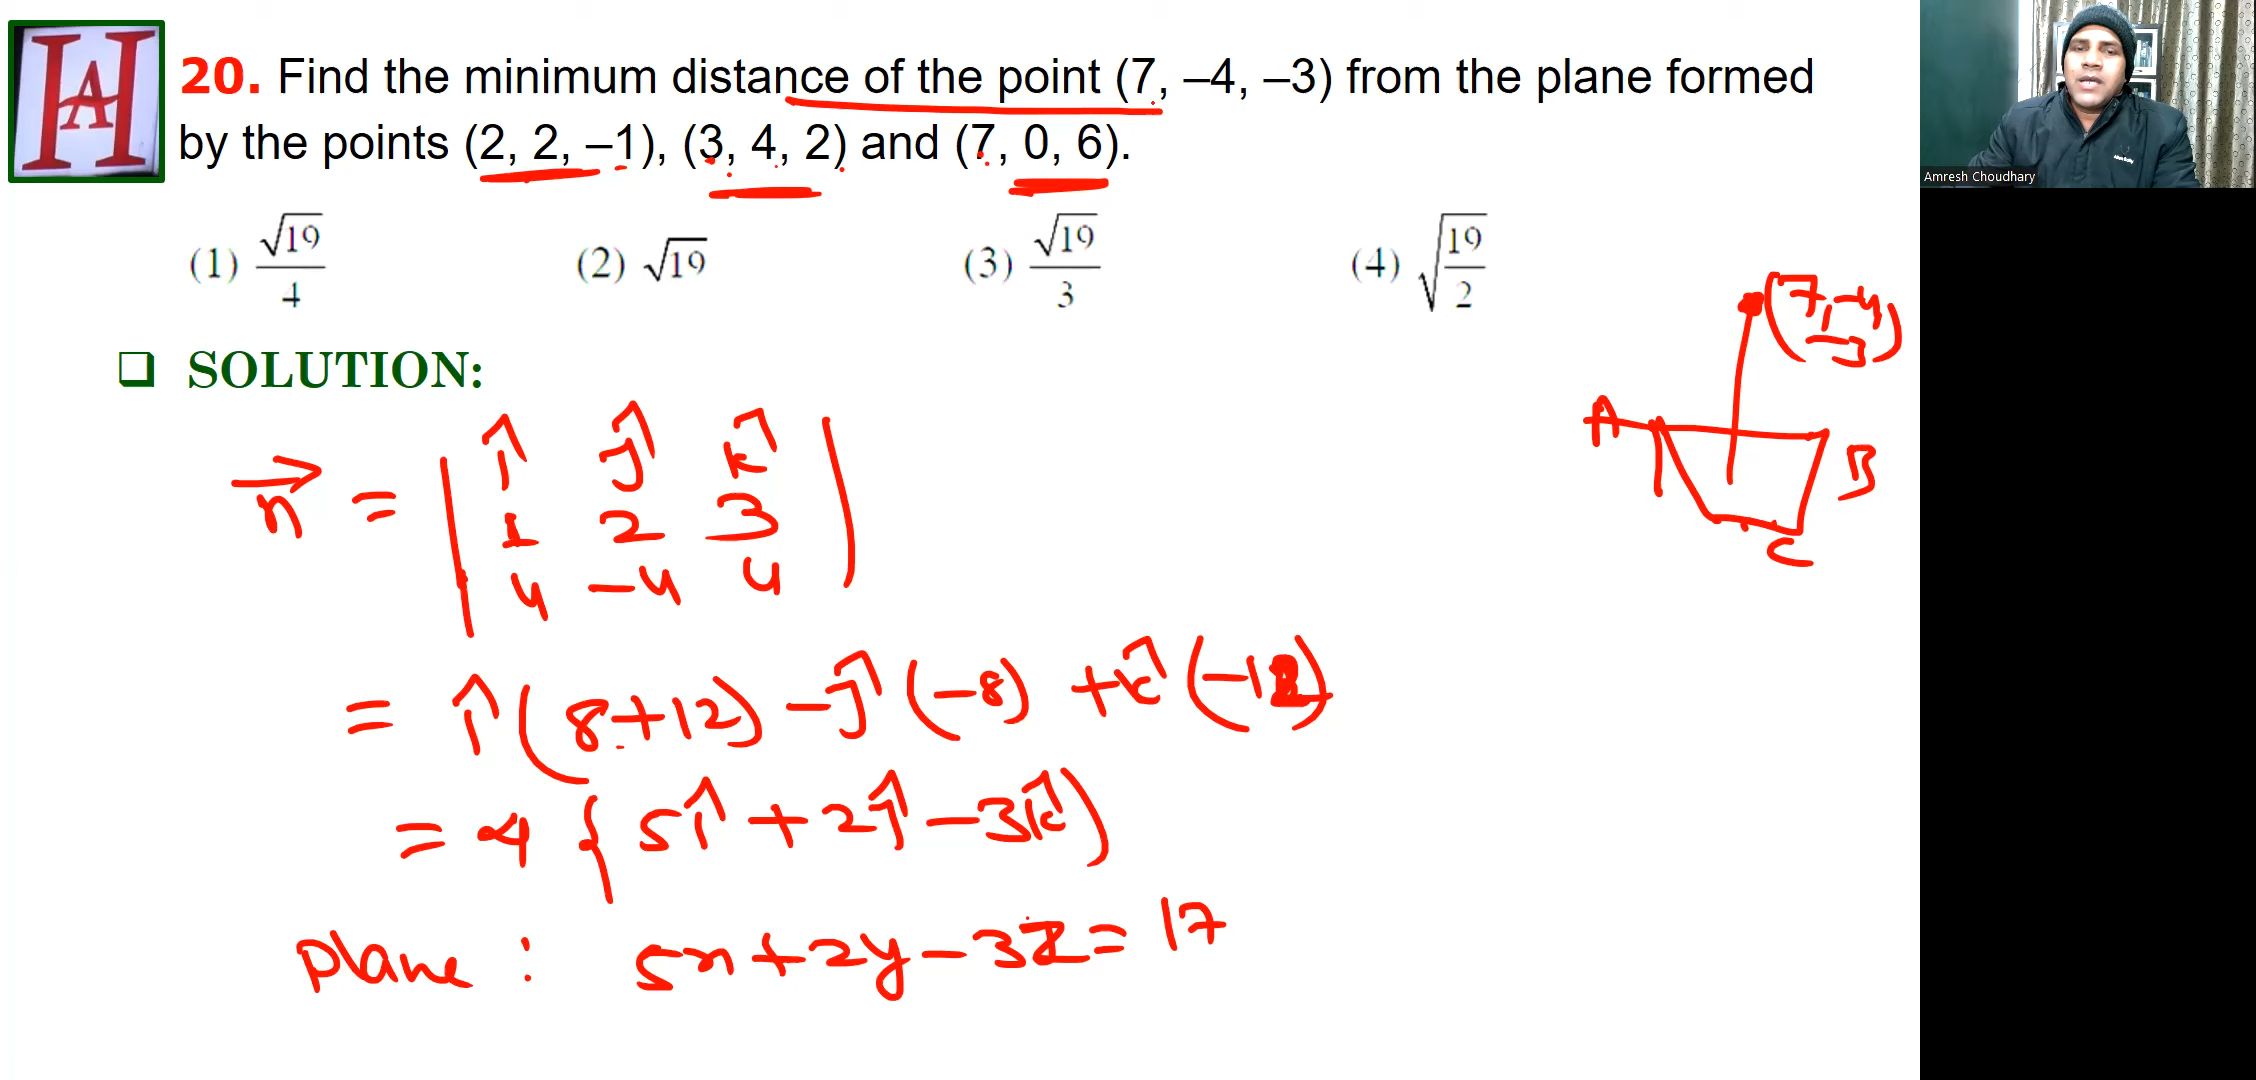 HA
20. Find the minimum distance of the point (7, –4, –3) from the plane formed
by the points (2, 2, –1), (3, 4, 2) and (7, 0, 6).
(1) √19/4 (2) √19 (3) √19/3 (4) √(19/2)
❑ SOLUTION:
(7, -4, -3)
A
B
C
n⃗ = | î ĵ k̂ |
1 2 3
4 -4 4
= î (8+12) - ĵ (-8) + k̂ (-12)
= 4 { 5î + 2ĵ - 3k̂ )
Plane : 5x + 2y - 3z = 17
Amresh Choudhary